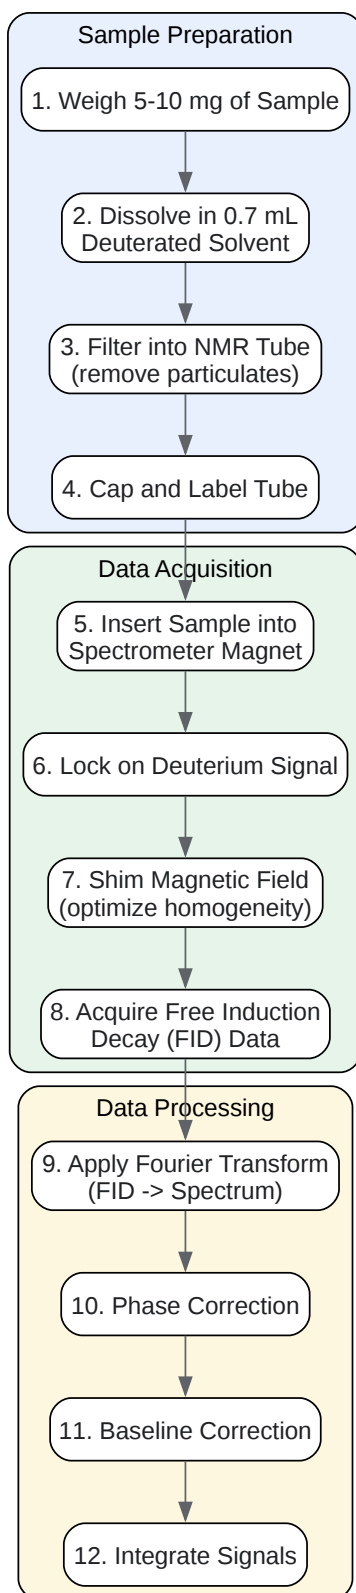 Sample Preparation
1. Weigh 5-10 mg of Sample
2. Dissolve in 0.7 mL
Deuterated Solvent
3. Filter into NMR Tube
(remove particulates)
4. Cap and Label Tube
Data Acquisition
5. Insert Sample into
Spectrometer Magnet
6. Lock on Deuterium Signal
7. Shim Magnetic Field
(optimize homogeneity)
8. Acquire Free Induction
Decay (FID) Data
Data Processing
9. Apply Fourier Transform
(FID -> Spectrum)
10. Phase Correction
11. Baseline Correction
12. Integrate Signals